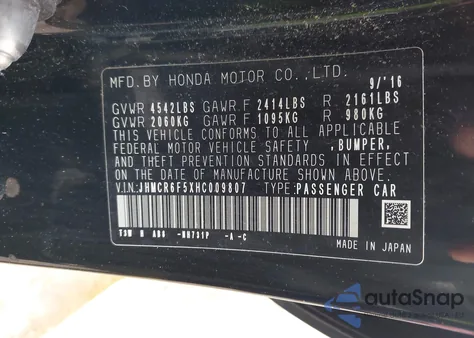 MFD.BY HONDA MOTOR CO.,LTD. 9/'16
GVWR 4542LBS GAWR.F 2414LBS R 2161LBS
GVWR 2060KG GAWR F 1095KG R 980KG
THIS VEHICLE CONFORMS TO ALL APPLICABLE
FEDERAL MOTOR VEHICLE SAFETY ,BUMPER,
AND THEFT PREVENTION STANDARDS IN EFFECT
ON THE DATE OF MANUFACTURE SHOWN ABOVE.
V.I.N:JHMCR6F5XHC009807 TYPE:PASSENGER CAR
-NH731P -A -C
MADE IN JAPAN
autoSnap